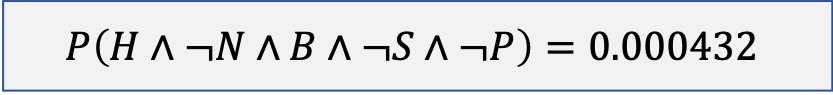 P(H ∧ ¬N ∧ B ∧ ¬S ∧ ¬P) = 0.000432